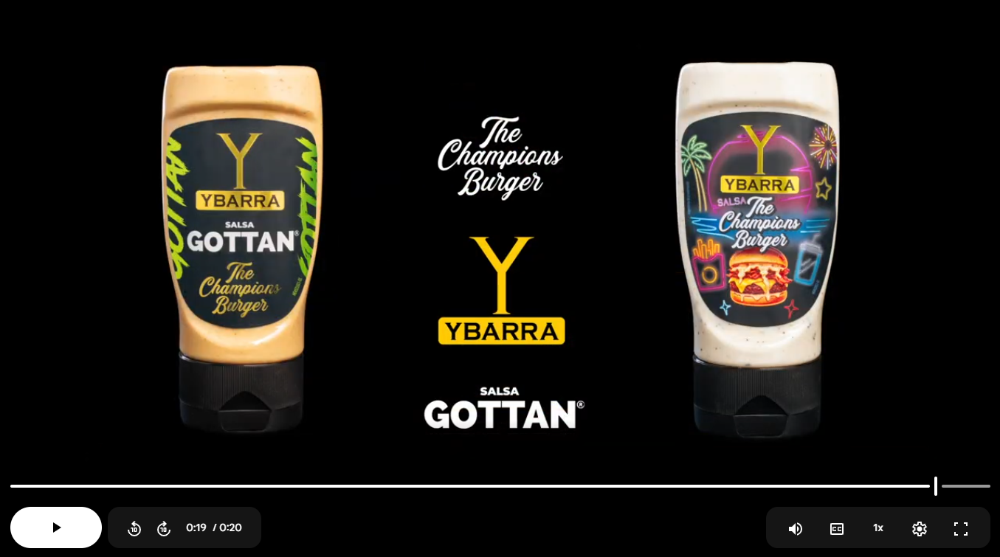 GOTTAN
GOTTAN
Y
YBARRA
SALSA
GOTTAN®
The
Champions
Burger
The
Champions
Burger
Y
YBARRA
SALSA
GOTTAN®
Y
YBARRA
SALSA
The
Champions
Burger
0:19 / 0:20
10
10
CC
1x